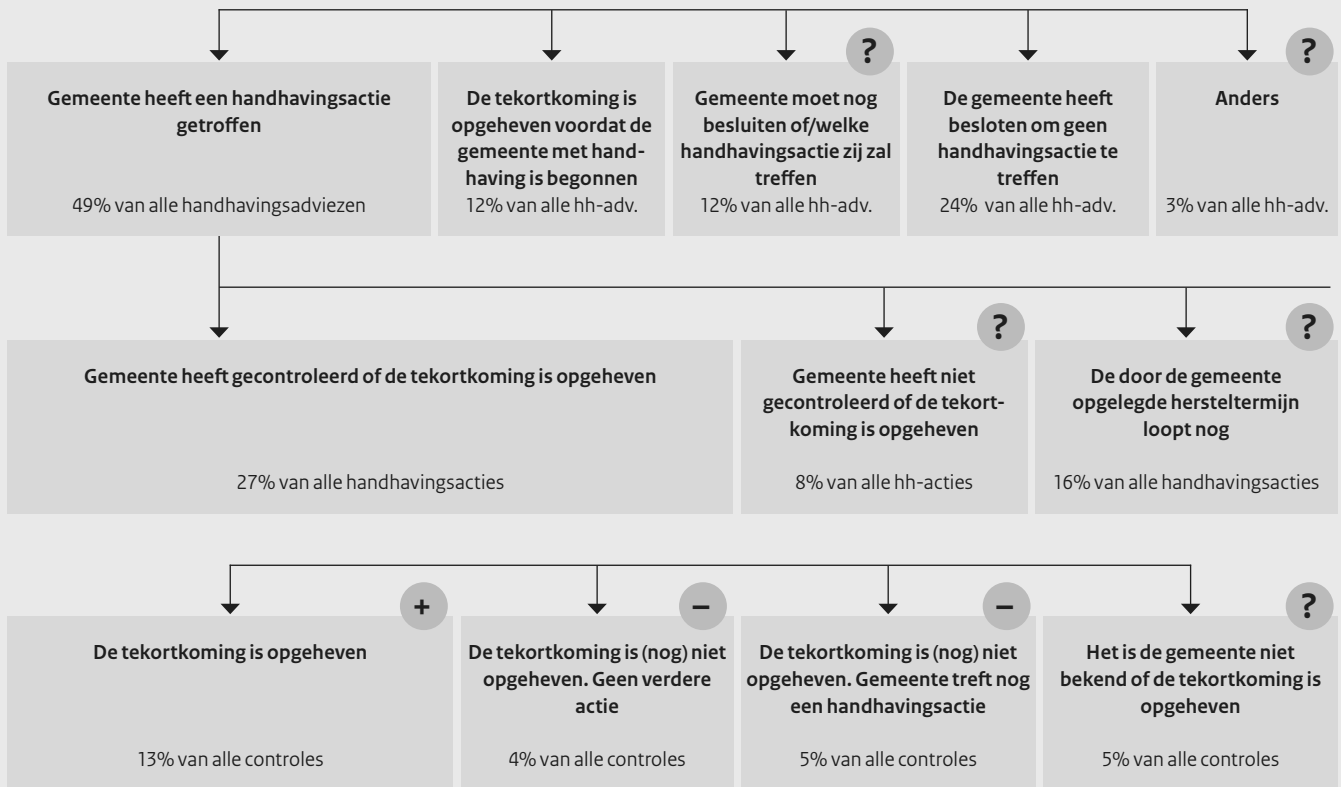 ?
?
Gemeente heeft een handhavingsactie
getroffen
49% van alle handhavingsadviezen
De tekortkoming is
opgeheven voordat de
gemeente met hand-
having is begonnen
12% van alle hh-adv.
Gemeente moet nog
besluiten of/welke
handhavingsactie zij zal
treffen
12% van alle hh-adv.
De gemeente heeft
besloten om geen
handhavingsactie te
treffen
24% van alle hh-adv.
Anders
3% van alle hh-adv.
?
?
Gemeente heeft gecontroleerd of de tekortkoming is opgeheven
27% van alle handhavingsacties
Gemeente heeft niet
gecontroleerd of de tekort-
koming is opgeheven
8% van alle hh-acties
De door de gemeente
opgelegde hersteltermijn
loopt nog
16% van alle handhavingsacties
+
–
–
?
De tekortkoming is opgeheven
13% van alle controles
De tekortkoming is (nog) niet
opgeheven. Geen verdere
actie
4% van alle controles
De tekortkoming is (nog) niet
opgeheven. Gemeente treft nog
een handhavingsactie
5% van alle controles
Het is de gemeente niet
bekend of de tekortkoming is
opgeheven
5% van alle controles